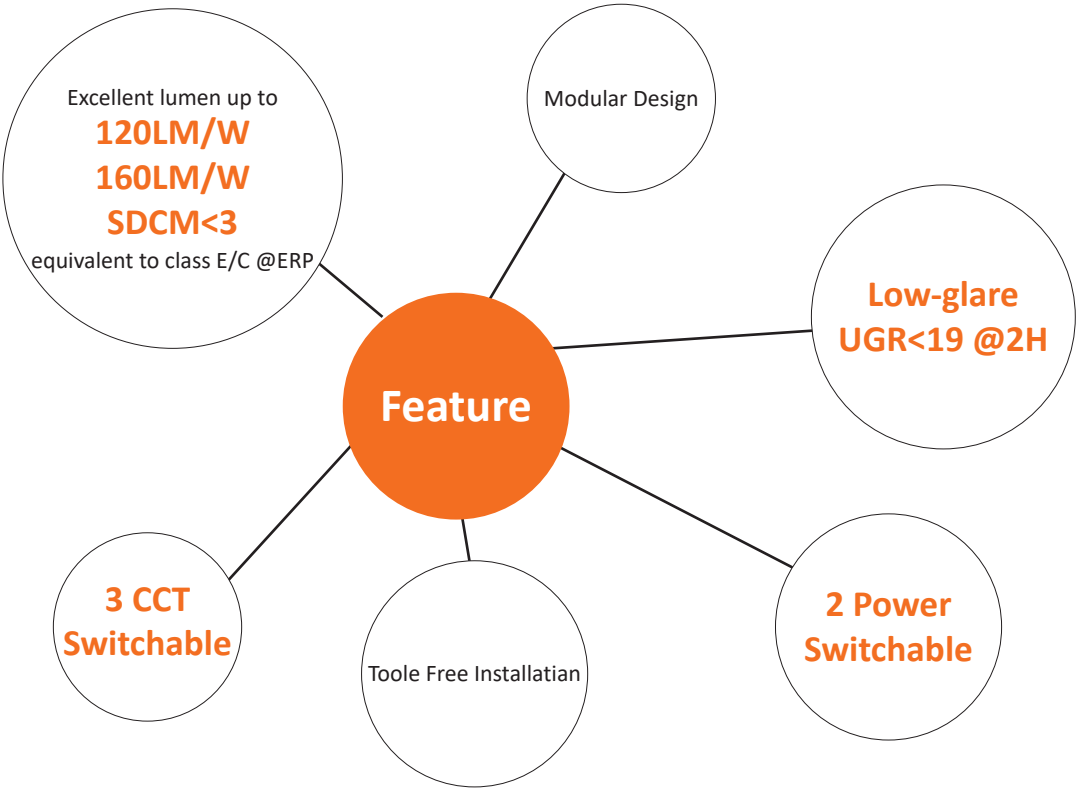 Excellent lumen up to
120LM/W
160LM/W
SDCM<3
equivalent to class E/C @ERP
Modular Design
Low-glare
UGR<19 @2H
Feature
3 CCT
Switchable
Toole Free Installatian
2 Power
Switchable